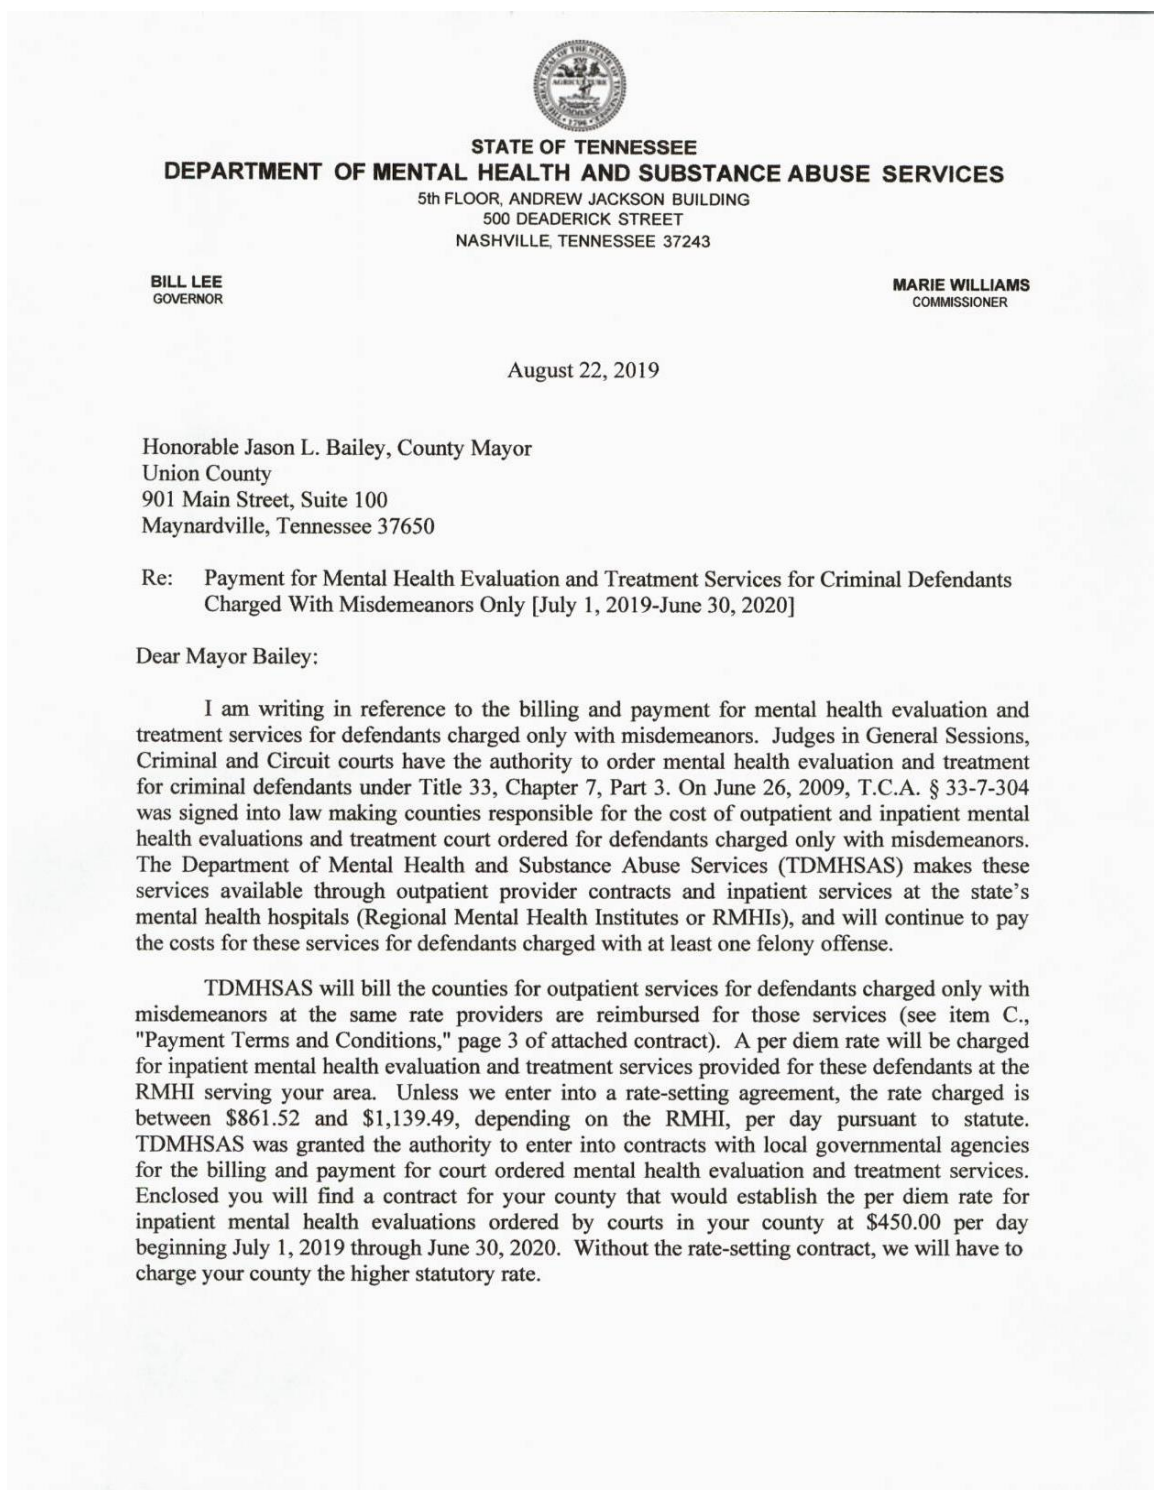 STATE OF TENNESSEE
DEPARTMENT OF MENTAL HEALTH AND SUBSTANCE ABUSE SERVICES
5th FLOOR, ANDREW JACKSON BUILDING
500 DEADERICK STREET
NASHVILLE, TENNESSEE 37243
BILL LEE
GOVERNOR
MARIE WILLIAMS
COMMISSIONER
August 22, 2019
Honorable Jason L. Bailey, County Mayor
Union County
901 Main Street, Suite 100
Maynardville, Tennessee 37650
Re: Payment for Mental Health Evaluation and Treatment Services for Criminal Defendants
Charged With Misdemeanors Only [July 1, 2019-June 30, 2020]
Dear Mayor Bailey:
I am writing in reference to the billing and payment for mental health evaluation and
treatment services for defendants charged only with misdemeanors. Judges in General Sessions,
Criminal and Circuit courts have the authority to order mental health evaluation and treatment
for criminal defendants under Title 33, Chapter 7, Part 3. On June 26, 2009, T.C.A. § 33-7-304
was signed into law making counties responsible for the cost of outpatient and inpatient mental
health evaluations and treatment court ordered for defendants charged only with misdemeanors.
The Department of Mental Health and Substance Abuse Services (TDMHSAS) makes these
services available through outpatient provider contracts and inpatient services at the state's
mental health hospitals (Regional Mental Health Institutes or RMHIs), and will continue to pay
the costs for these services for defendants charged with at least one felony offense.
TDMHSAS will bill the counties for outpatient services for defendants charged only with
misdemeanors at the same rate providers are reimbursed for those services (see item C.,
"Payment Terms and Conditions," page 3 of attached contract). A per diem rate will be charged
for inpatient mental health evaluation and treatment services provided for these defendants at the
RMHI serving your area. Unless we enter into a rate-setting agreement, the rate charged is
between $861.52 and $1,139.49, depending on the RMHI, per day pursuant to statute.
TDMHSAS was granted the authority to enter into contracts with local governmental agencies
for the billing and payment for court ordered mental health evaluation and treatment services.
Enclosed you will find a contract for your county that would establish the per diem rate for
inpatient mental health evaluations ordered by courts in your county at $450.00 per day
beginning July 1, 2019 through June 30, 2020. Without the rate-setting contract, we will have to
charge your county the higher statutory rate.